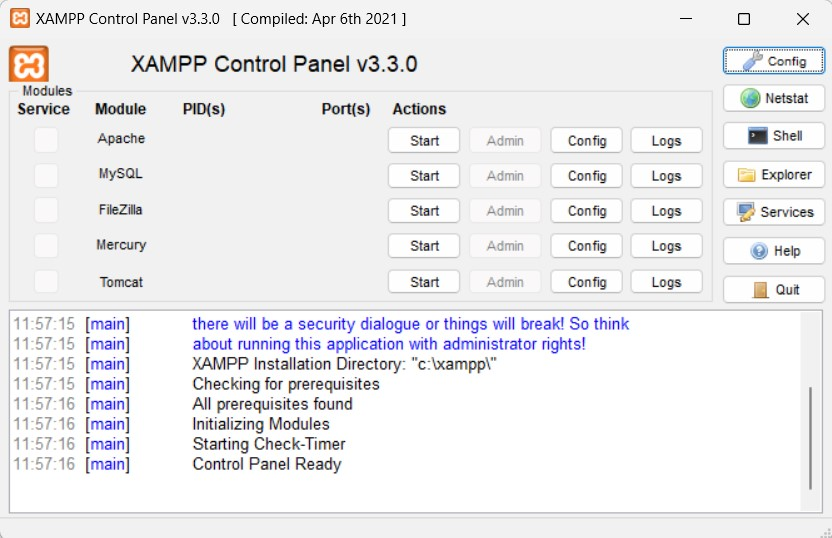 XAMPP Control Panel v3.3.0 [ Compiled: Apr 6th 2021 ]
XAMPP Control Panel v3.3.0
Config
Modules
Service Module PID(s) Port(s) Actions
Netstat
Apache Start Admin Config Logs
Shell
MySQL Start Admin Config Logs
Explorer
FileZilla Start Admin Config Logs
Services
Mercury Start Admin Config Logs
Help
Tomcat Start Admin Config Logs
Quit
11:57:15 [main] there will be a security dialogue or things will break! So think
11:57:15 [main] about running this application with administrator rights!
11:57:15 [main] XAMPP Installation Directory: "c:\xampp\"
11:57:15 [main] Checking for prerequisites
11:57:16 [main] All prerequisites found
11:57:16 [main] Initializing Modules
11:57:16 [main] Starting Check-Timer
11:57:16 [main] Control Panel Ready